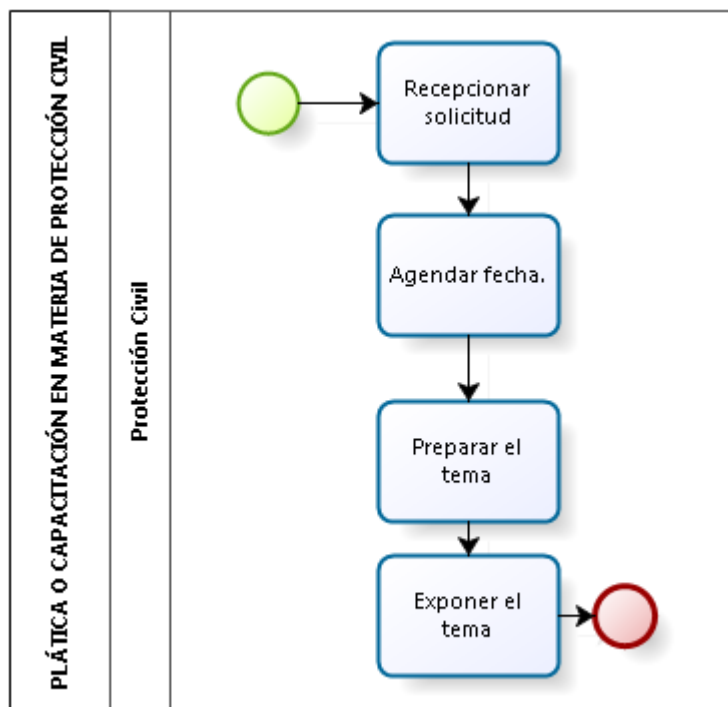 PLÁTICA O CAPACITACIÓN EN MATERIA DE PROTECCIÓN CIVIL
Protección Civil
Recepcionar
solicitud
Agendar fecha.
Preparar el
tema
Exponer el
tema